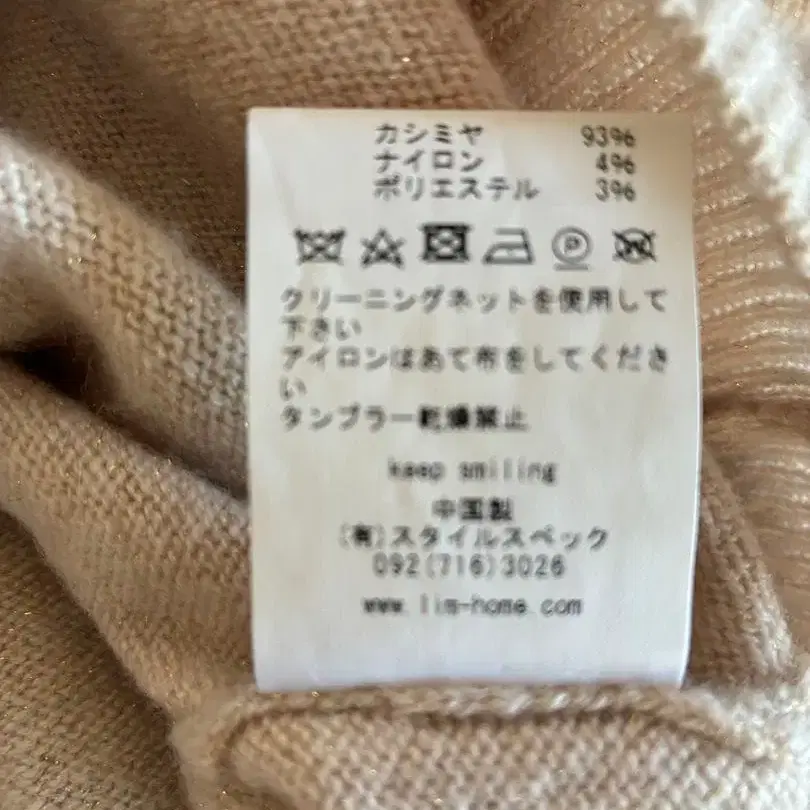 カシミヤ 93%
ナイロン 4%
ポリエステル 3%
P
W
クリーニングネットを使用して
下さい
アイロンはあて布をしてくださ
い
タンブラー乾燥禁止
keep smiling
中国製
(有)スタイルスペック
092(716)3026
www.lim-home.com